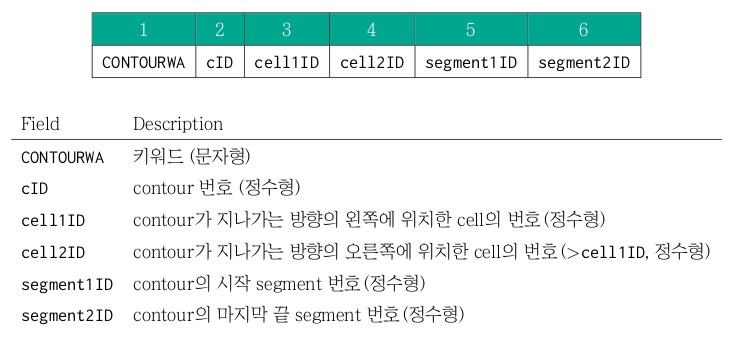 1 2 3 4 5 6
CONTOURWA cID cell1ID cell2ID segment1ID segment2ID
Field Description
CONTOURWA 키워드 (문자형)
cID contour 번호 (정수형)
cell1ID contour가 지나가는 방향의 왼쪽에 위치한 cell의 번호(정수형)
cell2ID contour가 지나가는 방향의 오른쪽에 위치한 cell의 번호(>cell1ID, 정수형)
segment1ID contour의 시작 segment 번호(정수형)
segment2ID contour의 마지막 끝 segment 번호(정수형)